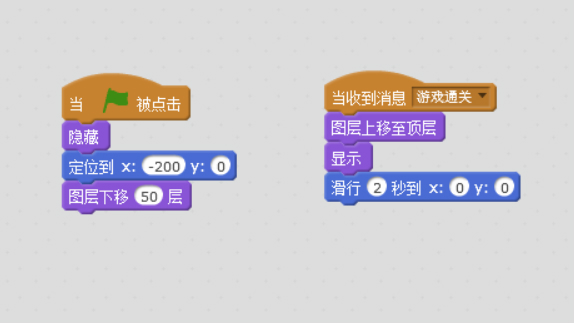 当 被点击
隐藏
定位到 x: -200 y: 0
图层下移 50 层
当收到消息 游戏通关
图层上移至顶层
显示
滑行 2 秒到 x: 0 y: 0